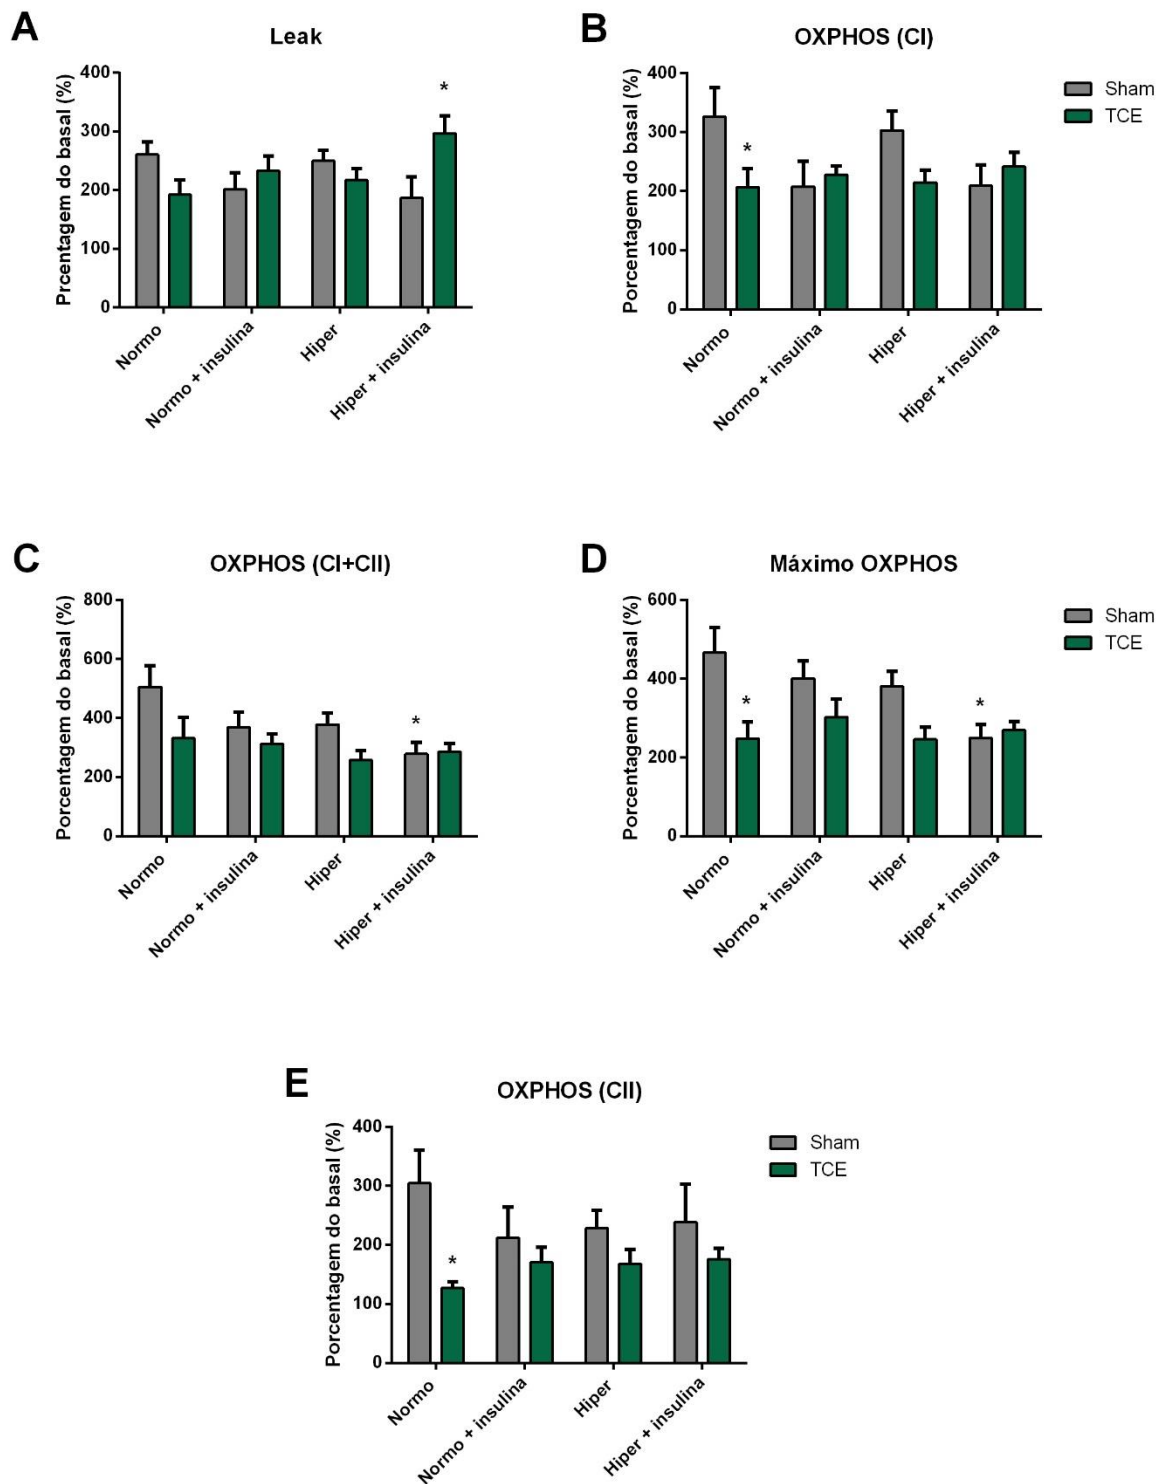 A
Leak
Prcentagem do basal (%)
400
300
200
100
0
*
Normo
Normo + insulina
Hiper
Hiper + insulina
B
OXPHOS (CI)
Porcentagem do basal (%)
400
300
200
100
0
*
Normo
Normo + insulina
Hiper
Hiper + insulina
Sham
TCE
C
OXPHOS (CI+CII)
Porcentagem do basal (%)
800
600
400
200
0
*
Normo
Normo + insulina
Hiper
Hiper + insulina
D
Máximo OXPHOS
Porcentagem do basal (%)
600
400
200
0
*
*
Normo
Normo + insulina
Hiper
Hiper + insulina
Sham
TCE
E
OXPHOS (CII)
Porcentagem do basal (%)
400
300
200
100
0
*
Normo
Normo + insulina
Hiper
Hiper + insulina
Sham
TCE